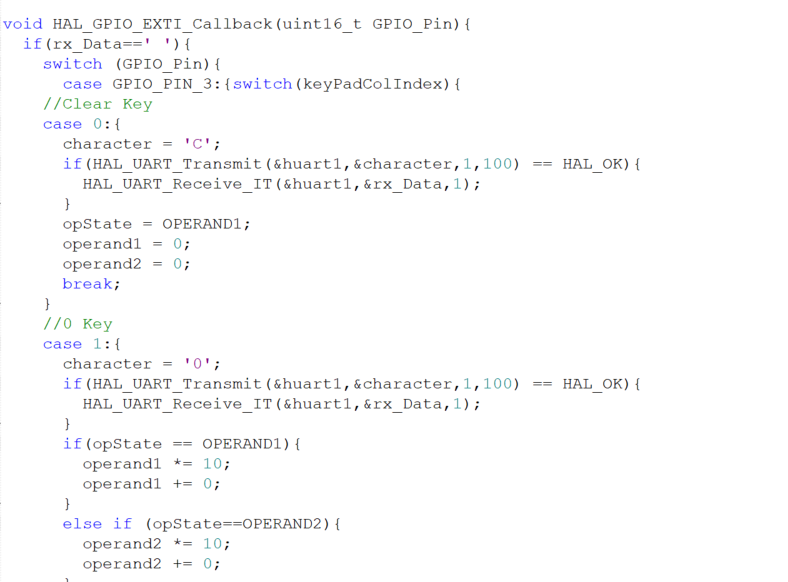 void HAL_GPIO_EXTI_Callback(uint16_t GPIO_Pin){
  if(rx_Data==' '){
    switch (GPIO_Pin){
      case GPIO_PIN_3:{switch(keyPadColIndex){
    //Clear Key
    case 0:{
      character = 'C';
      if(HAL_UART_Transmit(&huart1,&character,1,100) == HAL_OK){
        HAL_UART_Receive_IT(&huart1,&rx_Data,1);
      }
      opState = OPERAND1;
      operand1 = 0;
      operand2 = 0;
      break;
    }
    //0 Key
    case 1:{
      character = '0';
      if(HAL_UART_Transmit(&huart1,&character,1,100) == HAL_OK){
        HAL_UART_Receive_IT(&huart1,&rx_Data,1);
      }
      if(opState == OPERAND1){
        operand1 *= 10;
        operand1 += 0;
      }
      else if (opState==OPERAND2){
        operand2 *= 10;
        operand2 += 0;